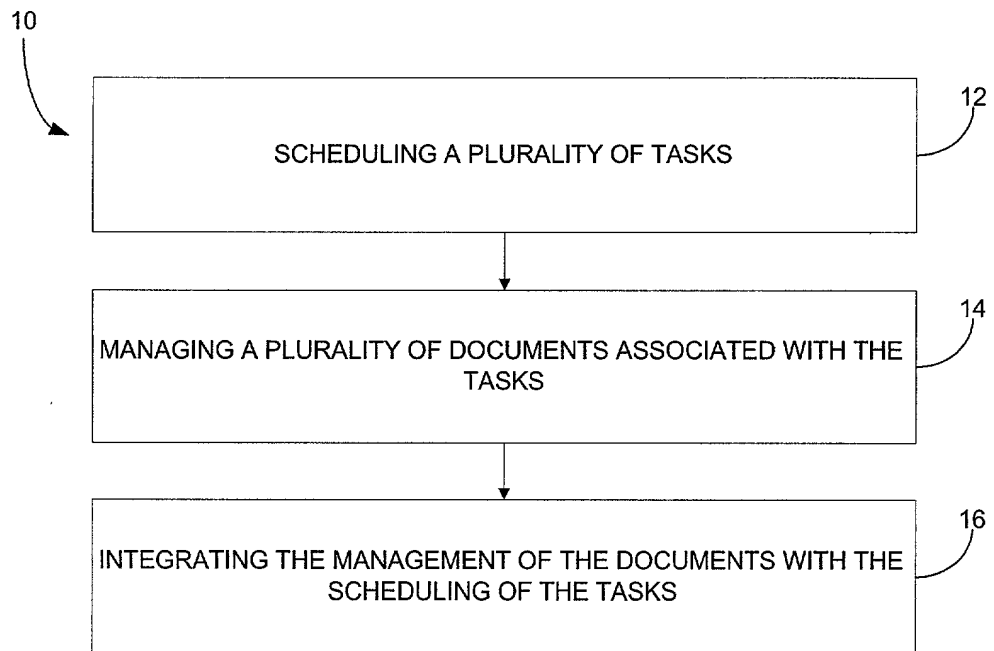 10
12
SCHEDULING A PLURALITY OF TASKS
14
MANAGING A PLURALITY OF DOCUMENTS ASSOCIATED WITH THE
TASKS
16
INTEGRATING THE MANAGEMENT OF THE DOCUMENTS WITH THE
SCHEDULING OF THE TASKS